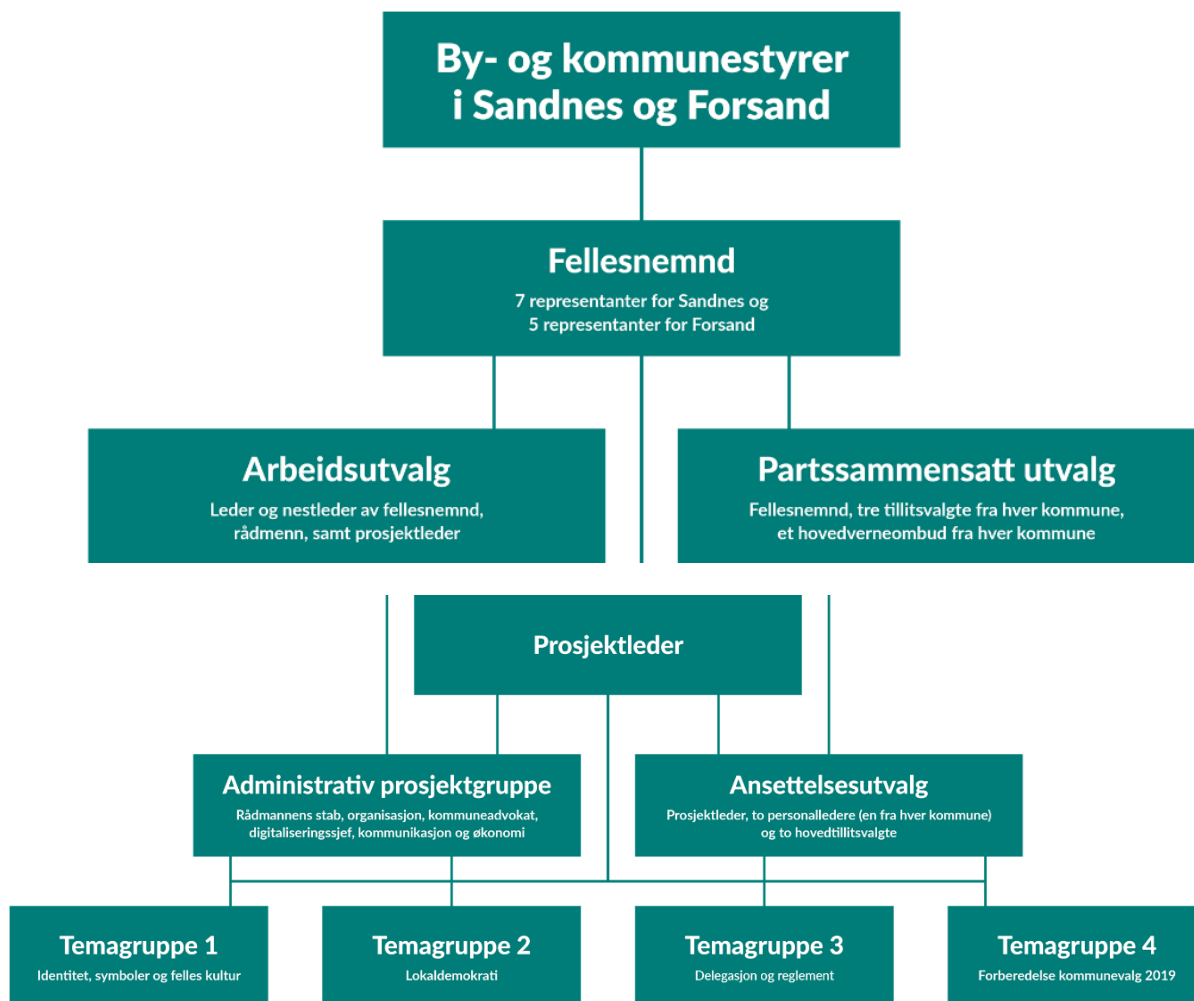 By- og kommunestyrer
i Sandnes og Forsand
Fellesnemnd
7 representanter for Sandnes og
5 representanter for Forsand
Arbeidsutvalg
Leder og nestleder av fellesnemnd,
rådmenn, samt prosjektleder
Partssammensatt utvalg
Fellesnemnd, tre tillitsvalgte fra hver kommune,
et hovedverneombud fra hver kommune
Prosjektleder
Administrativ prosjektgruppe
Rådmannens stab, organisasjon, kommuneadvokat,
digitaliseringssjef, kommunikasjon og økonomi
Ansettelsesutvalg
Prosjektleder, to personalledere (en fra hver kommune)
og to hovedtillitsvalgte
Temagruppe 1
Identitet, symboler og felles kultur
Temagruppe 2
Lokaldemokrati
Temagruppe 3
Delegasjon og reglement
Temagruppe 4
Forberedelse kommunevalg 2019